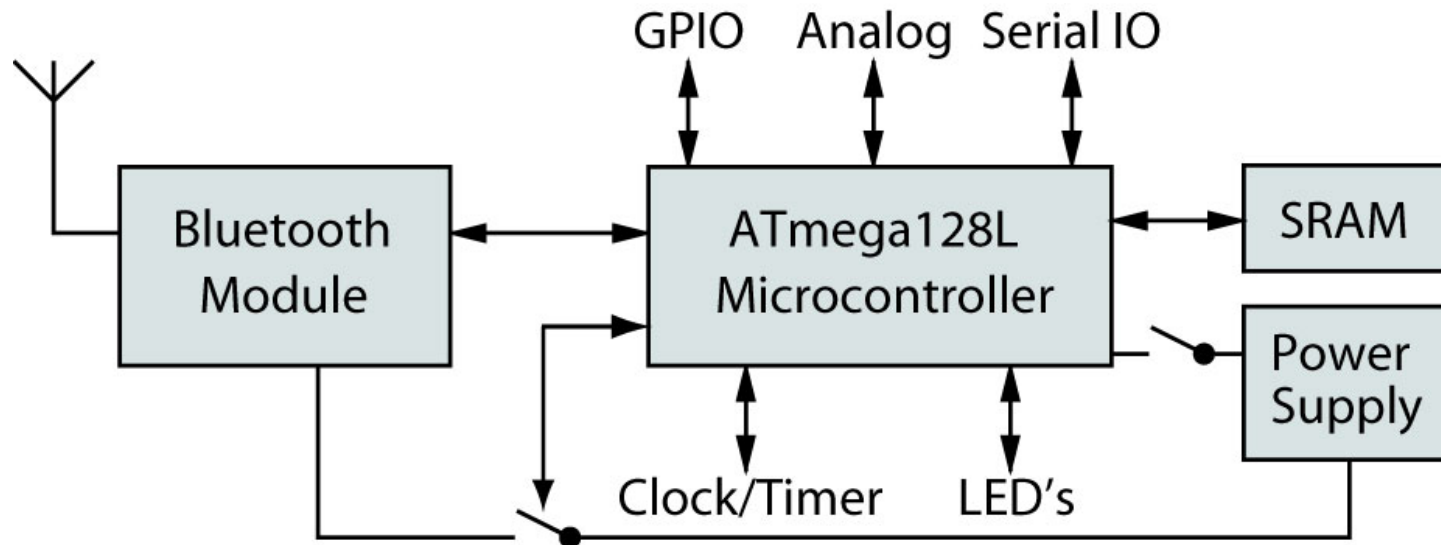 GPIO Analog Serial IO
Bluetooth
Module
ATmega128L
Microcontroller
SRAM
Power
Supply
Clock/Timer LED's